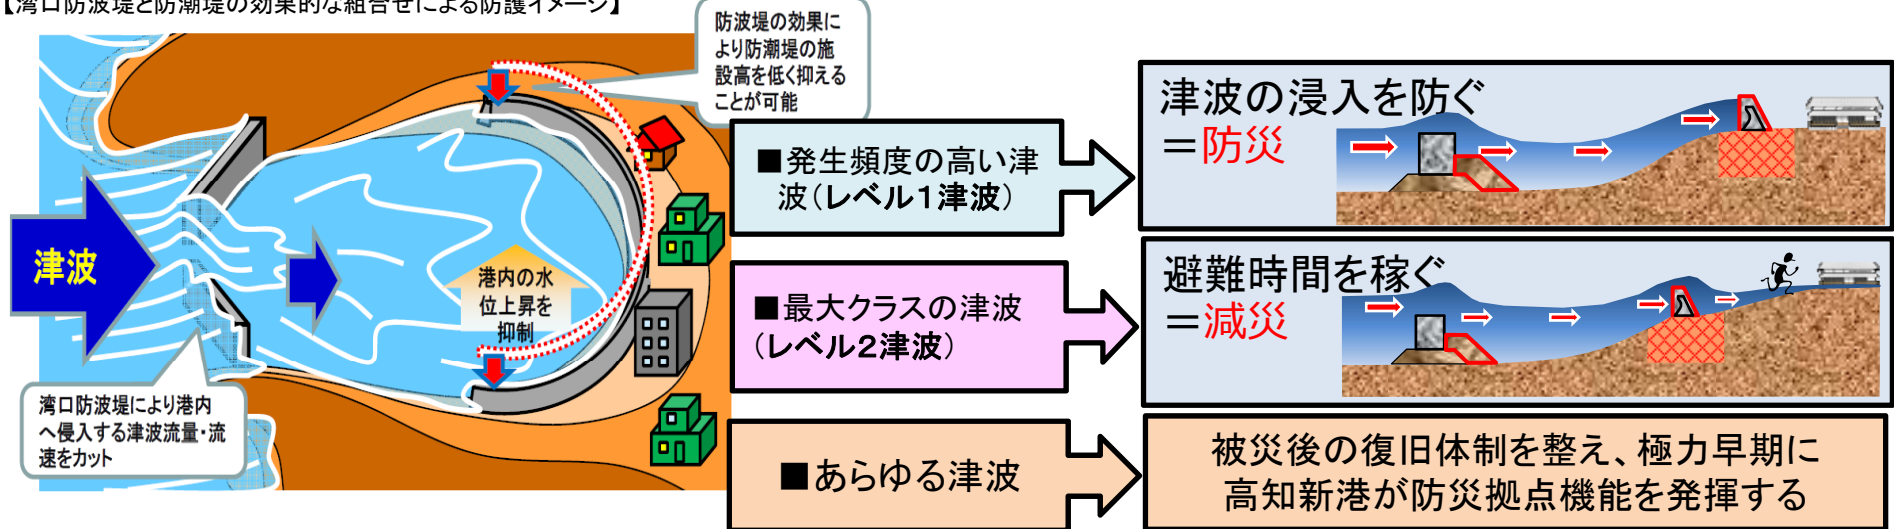 【湾口防波堤と防潮堤の効果的な組合せによる防護イメージ】
防波堤の効果に
より防潮堤の施
設高を低く抑える
ことが可能
津波
港内の水
位上昇を
抑制
湾口防波堤により港内
へ侵入する津波流量・流
速をカット
■発生頻度の高い津
波(レベル1津波)
津波の浸入を防ぐ
＝防災
■最大クラスの津波
(レベル2津波)
避難時間を稼ぐ
＝減災
■あらゆる津波
被災後の復旧体制を整え、極力早期に
高知新港が防災拠点機能を発揮する